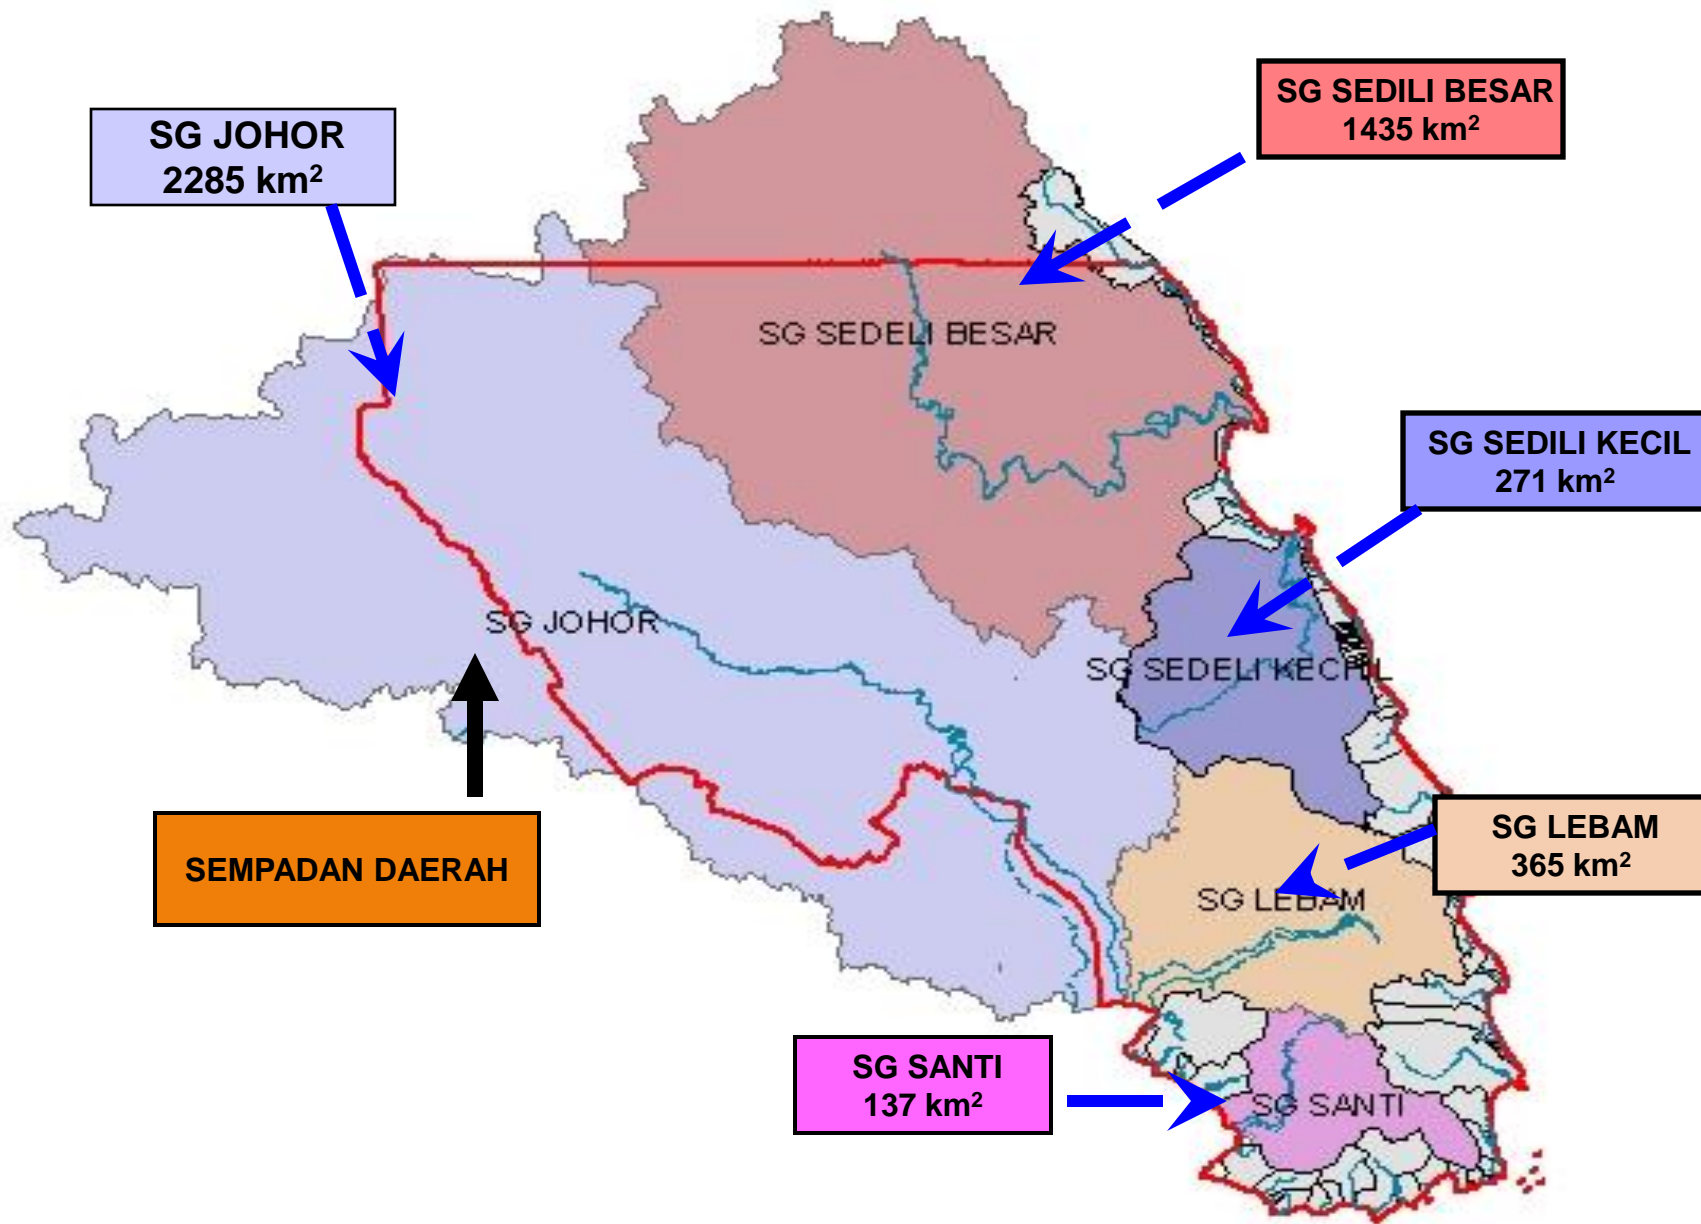 SG SEDILI BESAR
1435 km²
SG JOHOR
2285 km²
SG SEDELI BESAR
SG SEDILI KECIL
271 km²
SG JOHOR
SG SEDELI KECHIL
SG LEBAM
365 km²
SEMPADAN DAERAH
SG LEBAM
SG SANTI
137 km²
SG SANTI